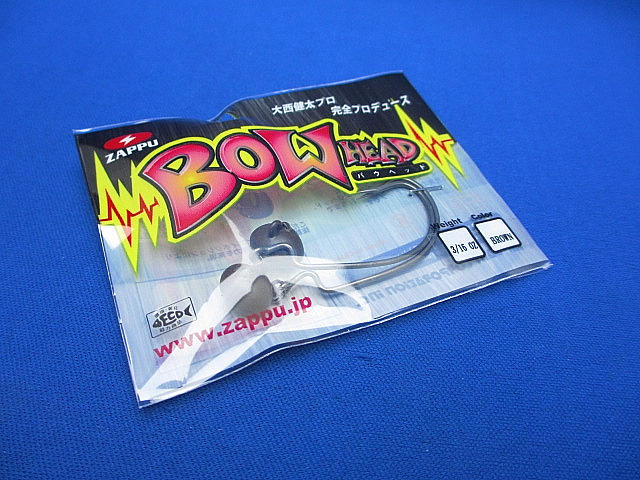 大西健太プロ
完全プロデュース
ZAPPU
BOW HEAD
バウヘッド
Weight Color
3/16 OZ BROWN
JECO
www.zappu.jp